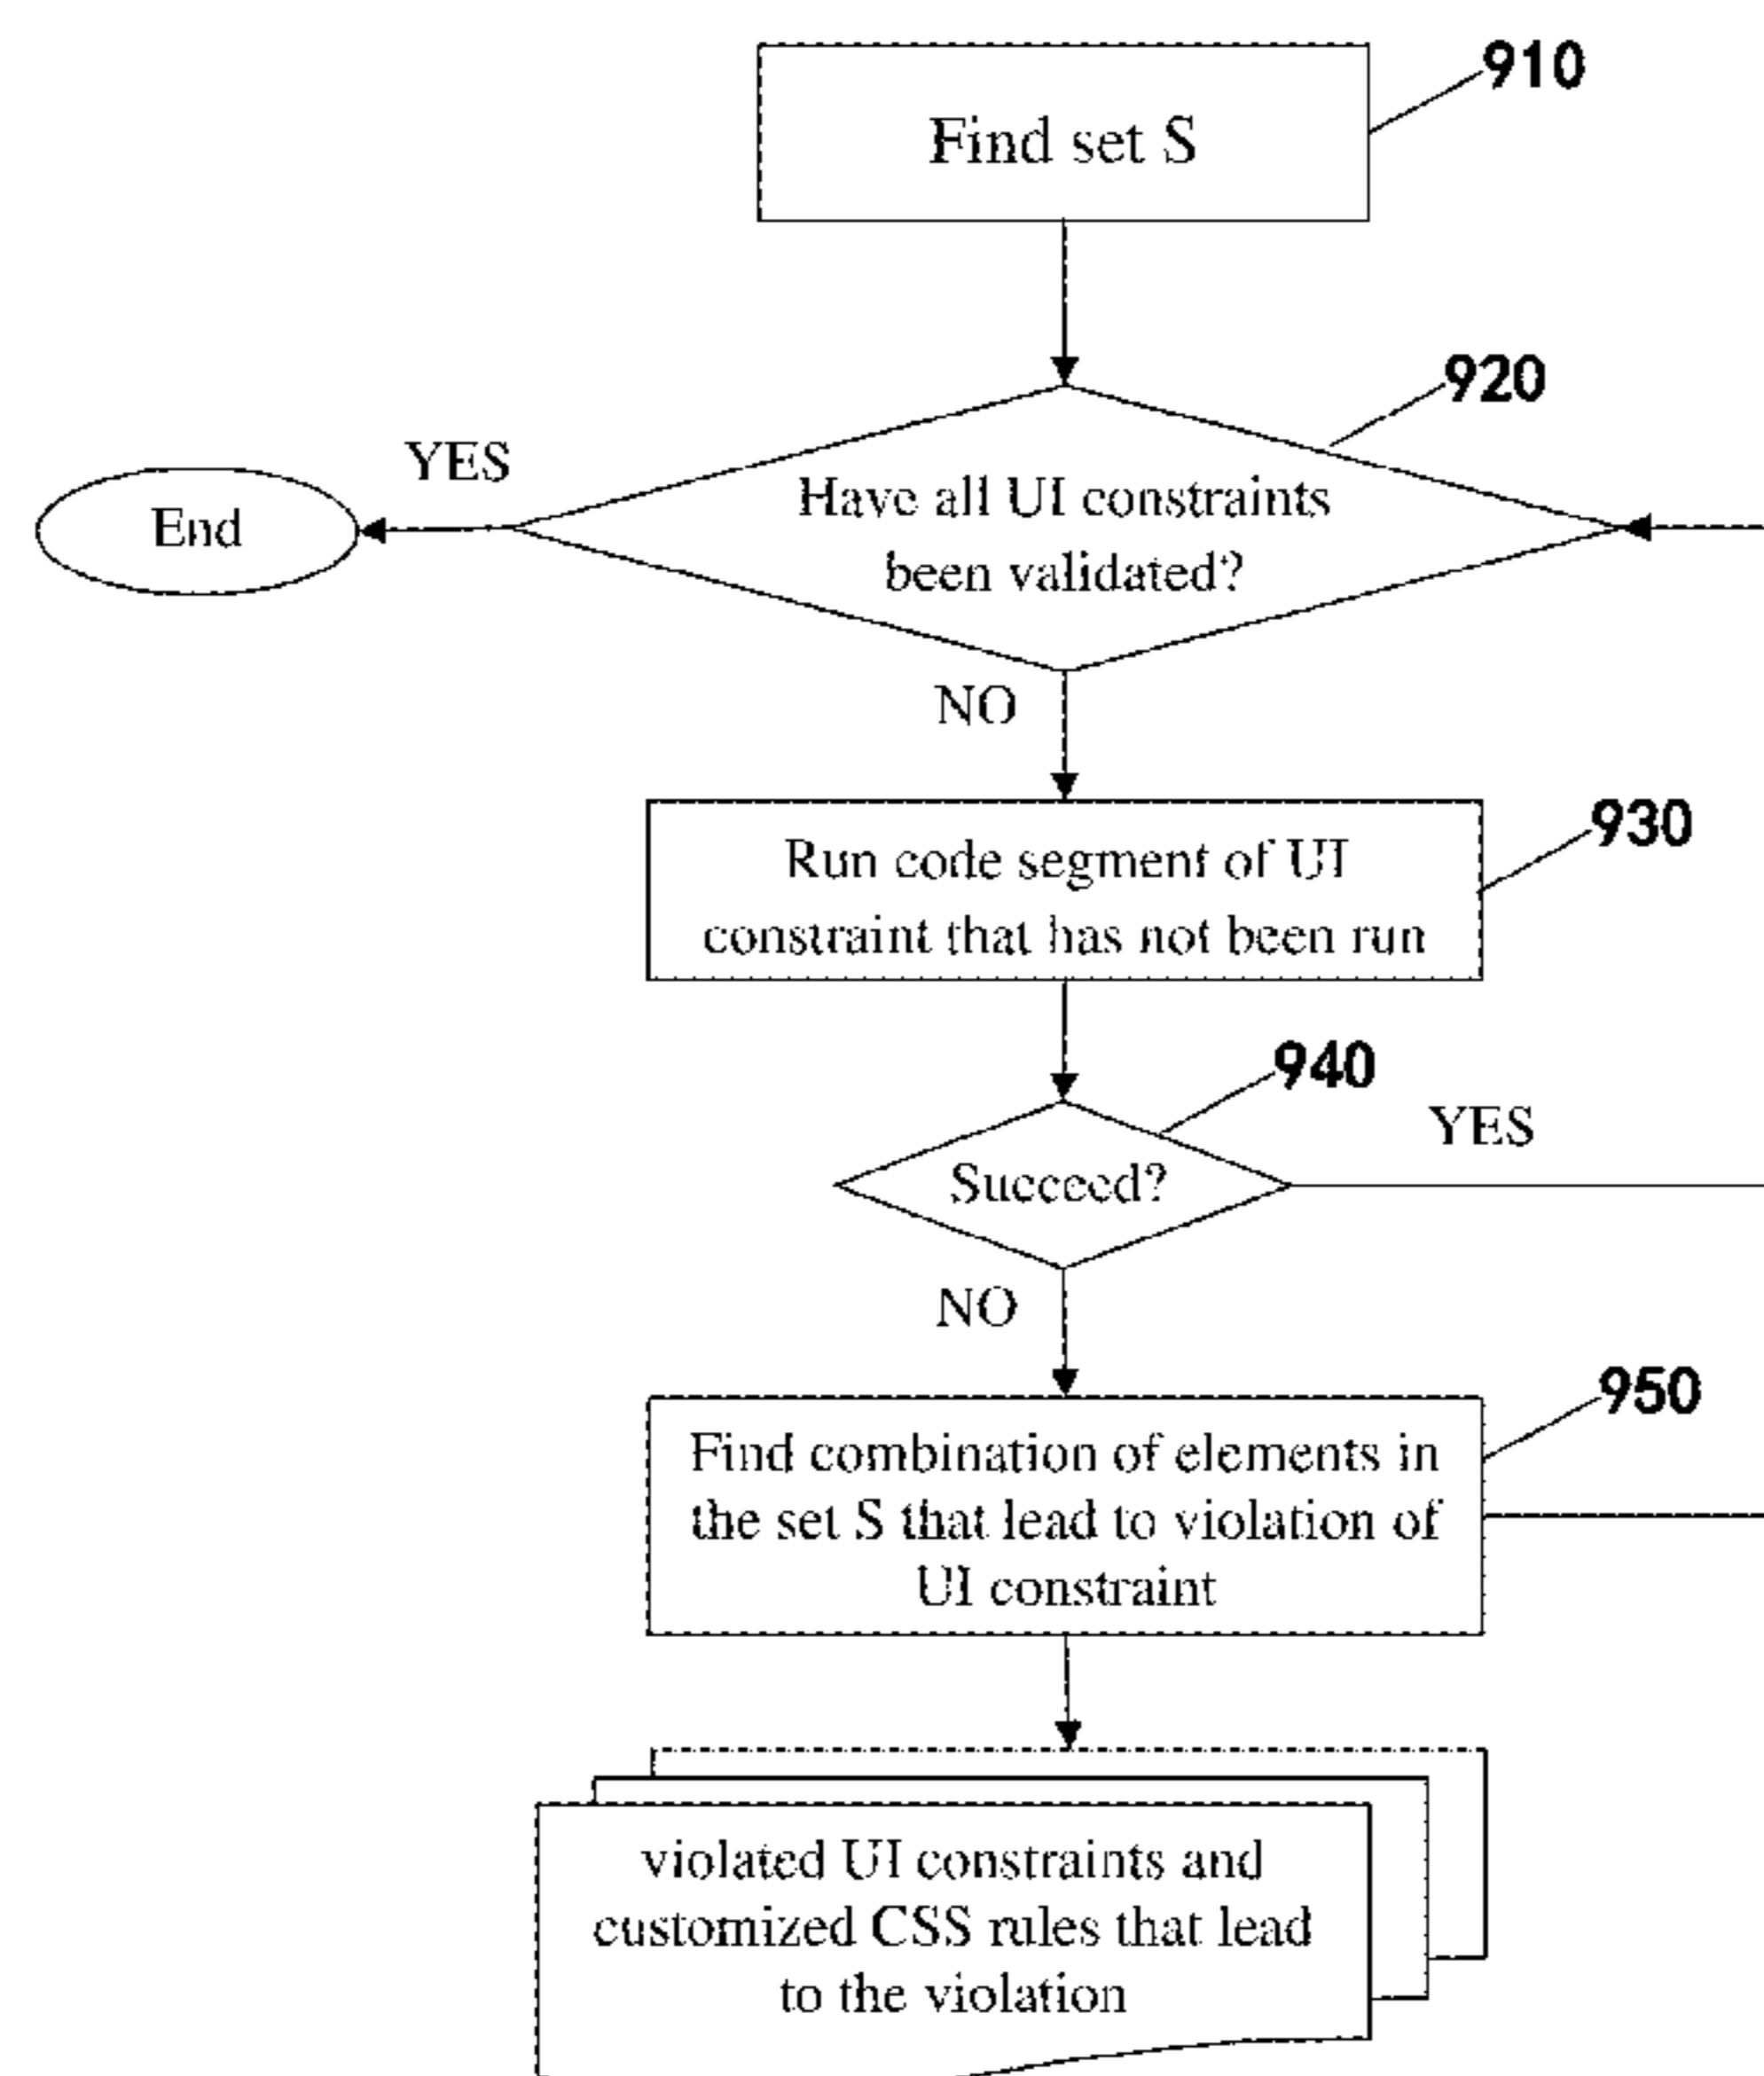 910
Find set S
920
YES
Have all UI constraints
End
been validated?
NO
930
Run code segment of UI
constraint that has not been run
940
YES
Succeed?
NO
950
Find combination of elements in
the set S that lead to violation of
UI constraint
violated UI constraints and
customized CSS rules that lead
to the violation